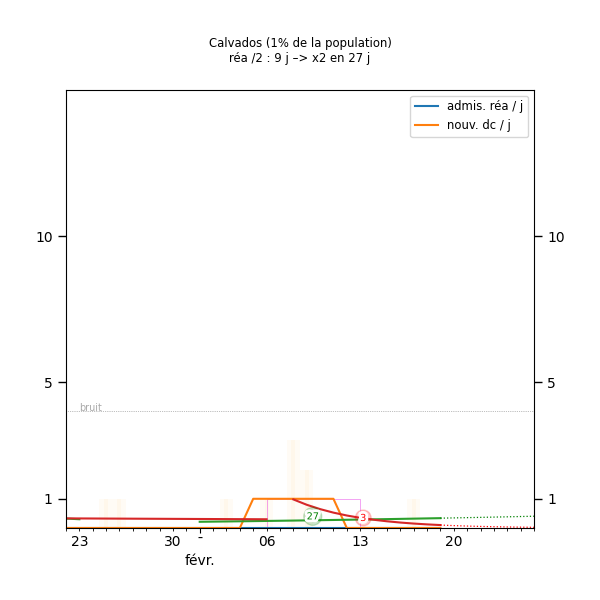 Calvados (1% de la population)
réa /2 : 9 j –> x2 en 27 j
admis. réa / j
nouv. dc / j
10 10
5 5
bruit
1 1
27 3
23 30 - 06 13 20
févr.